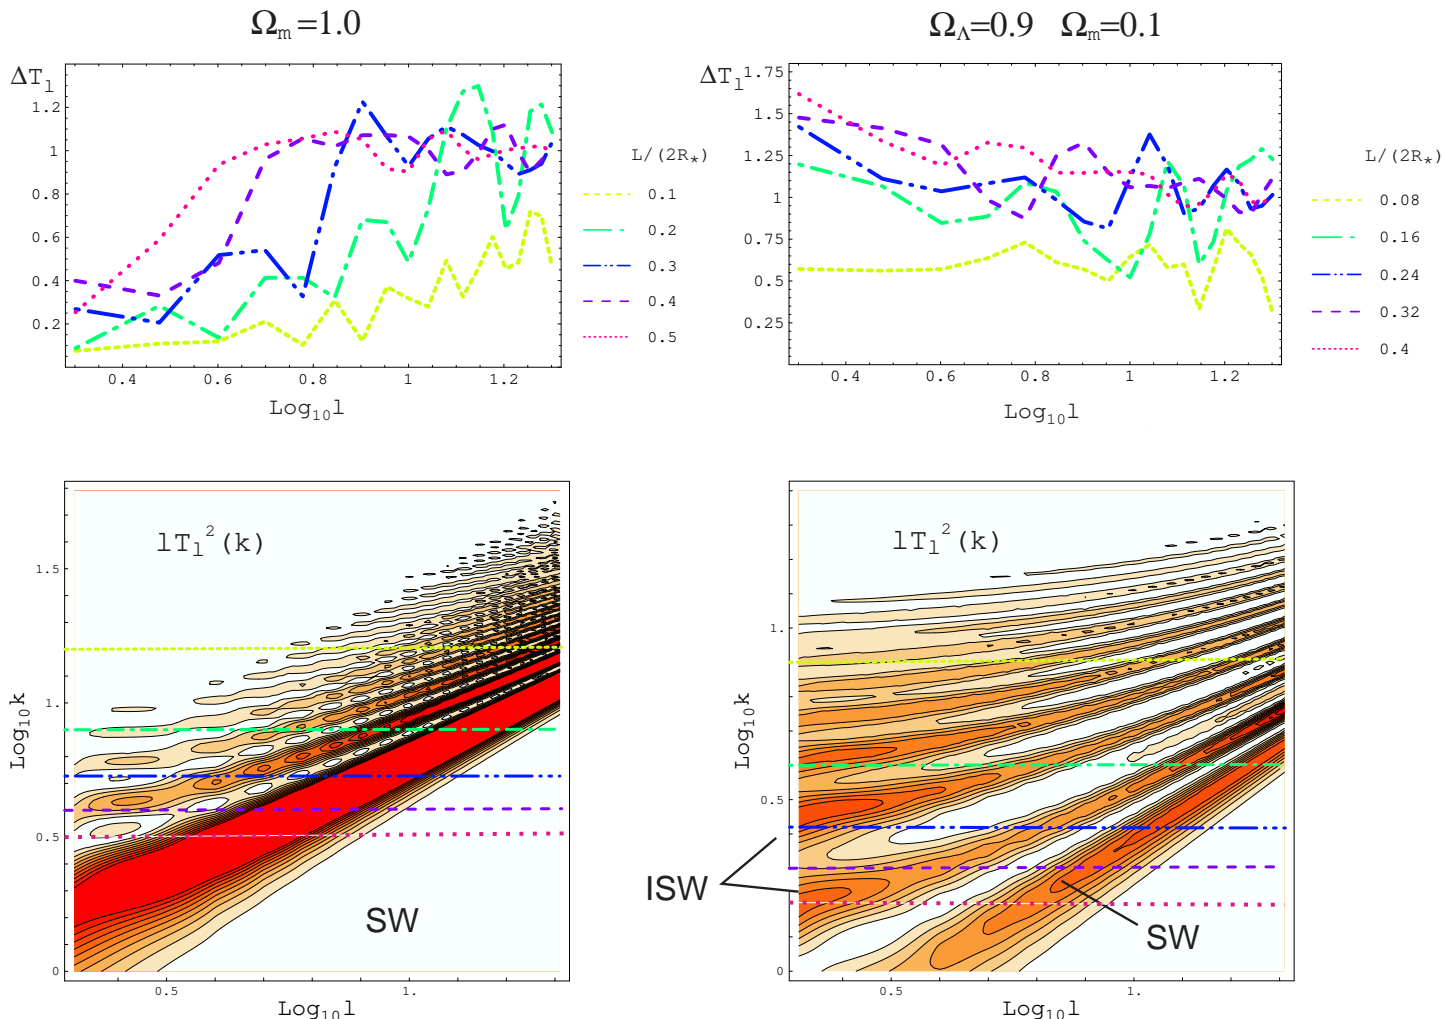 Ωm=1.0
ΩΛ=0.9 Ωm=0.1
ΔTl
1.2
1
0.8
0.6
0.4
0.2
0.4 0.6 0.8 1 1.2
Log10l
L/(2R*)
0.1
0.2
0.3
0.4
0.5
ΔTl
1.75
1.5
1.25
1
0.75
0.5
0.25
0.4 0.6 0.8 1 1.2
Log10l
L/(2R*)
0.08
0.16
0.24
0.32
0.4
lTl²(k)
1.5
1.
0.5
0
Log10k
SW
0.5 1.
Log10l
lTl²(k)
1.
0.5
0
Log10k
ISW
SW
0.5 1.
Log10l